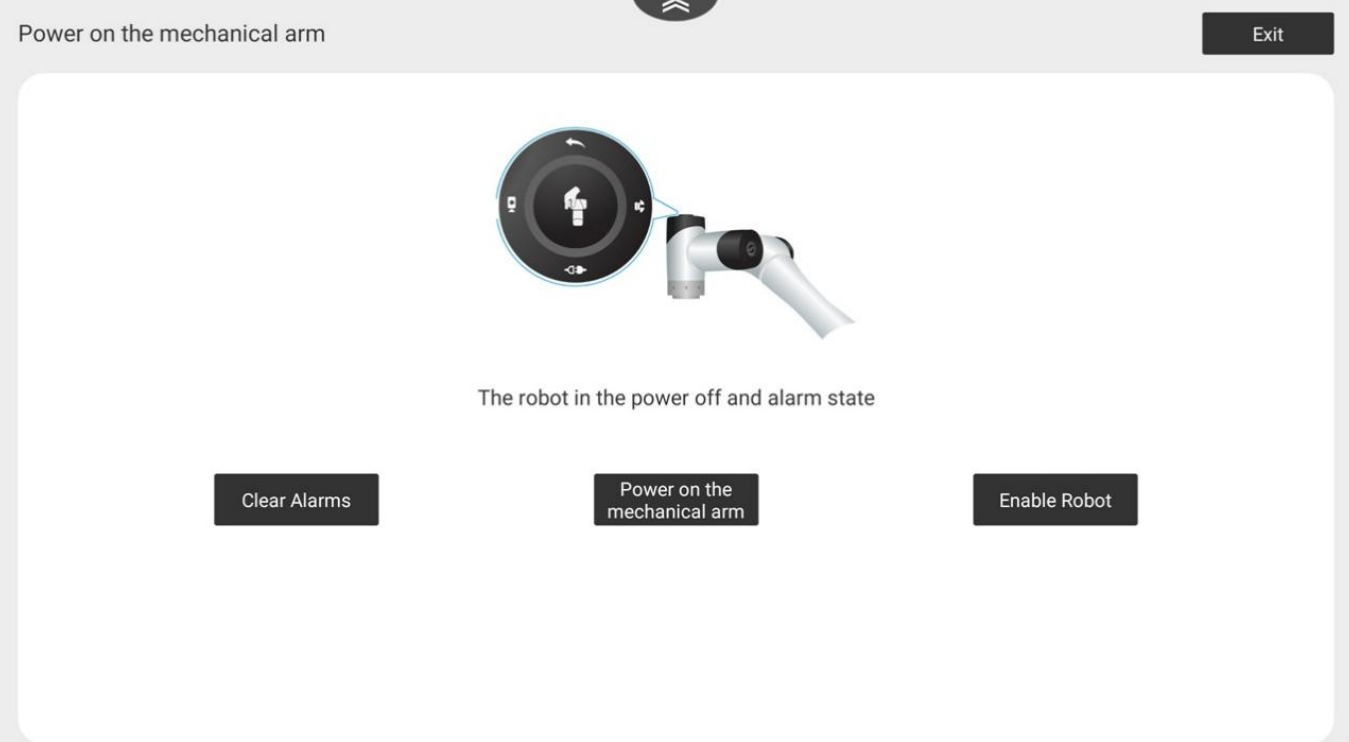 Power on the mechanical arm
Exit
The robot in the power off and alarm state
Clear Alarms
Power on the
mechanical arm
Enable Robot